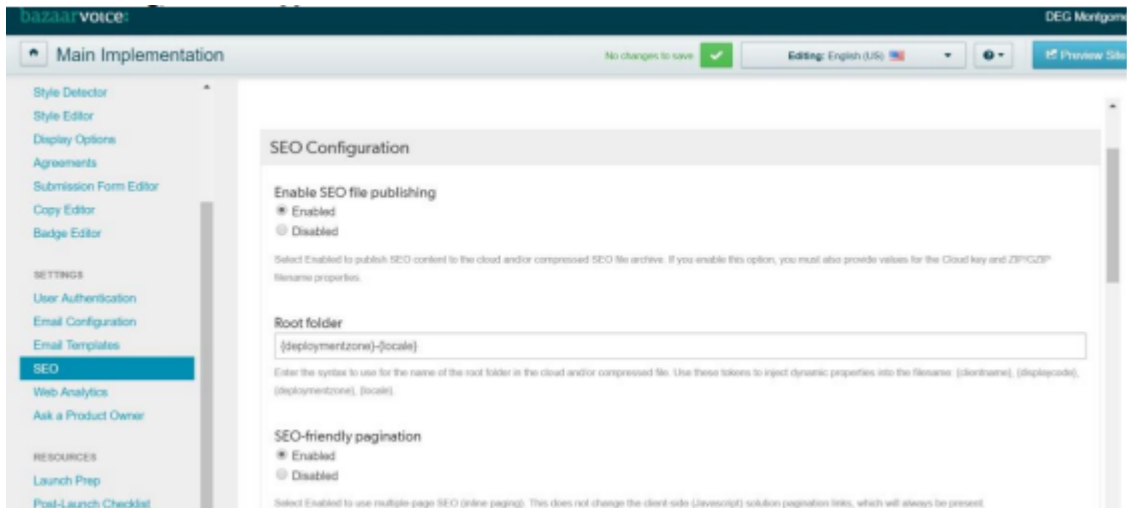 bazaarvoice:
DEG Montgome
Main Implementation
No changes to save
Editing: English (US)
Preview Site
Style Detector
Style Editor
Display Options
Agreements
Submission Form Editor
Copy Editor
Badge Editor
SETTINGS
User Authentication
Email Configuration
Email Templates
SEO
Web Analytics
Ask a Product Owner
RESOURCES
Launch Prep
Post-Launch Checklist
SEO Configuration
Enable SEO file publishing
Enabled
Disabled
Select Enabled to publish SEO content to the cloud and/or compressed SEO file archive. If you enable this option, you must also provide values for the Cloud key and ZIP/GZIP
filename properties.
Root folder
{deploymentzone}-{locale}
Enter the syntax to use for the name of the root folder in the cloud and/or compressed file. Use these tokens to inject dynamic properties into the filename: {clientname}, {displaycode},
{deploymentzone}, {locale}.
SEO-friendly pagination
Enabled
Disabled
Select Enabled to use multiple-page SEO (inline paging). This does not change the client-side (Javascript) solution pagination links, which will always be present.